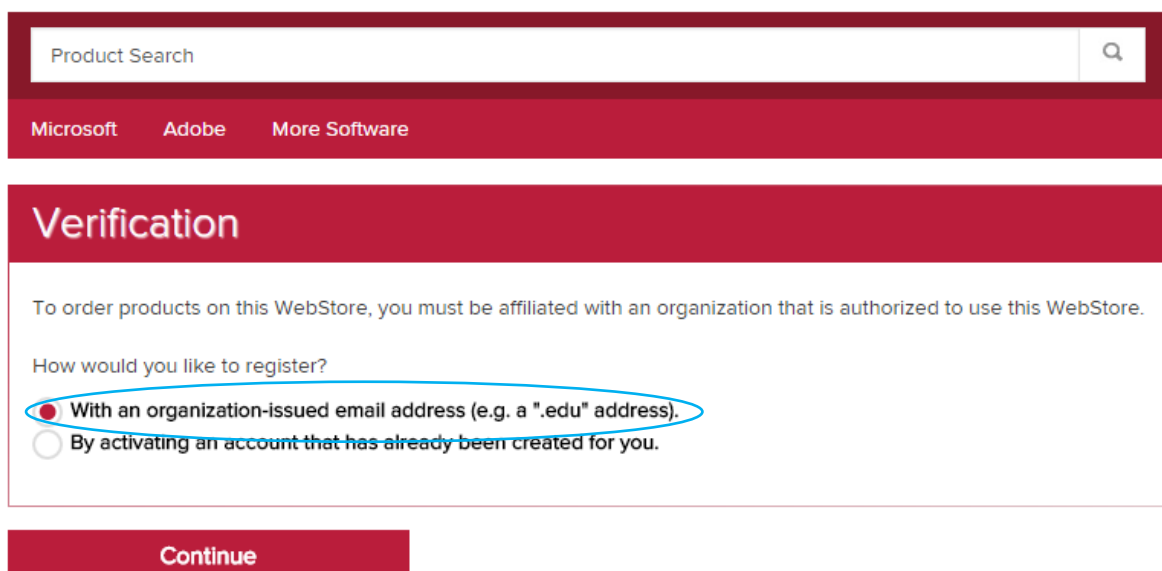 Product Search
Microsoft Adobe More Software
Verification
To order products on this WebStore, you must be affiliated with an organization that is authorized to use this WebStore.
How would you like to register?
With an organization-issued email address (e.g. a ".edu" address).
By activating an account that has already been created for you.
Continue